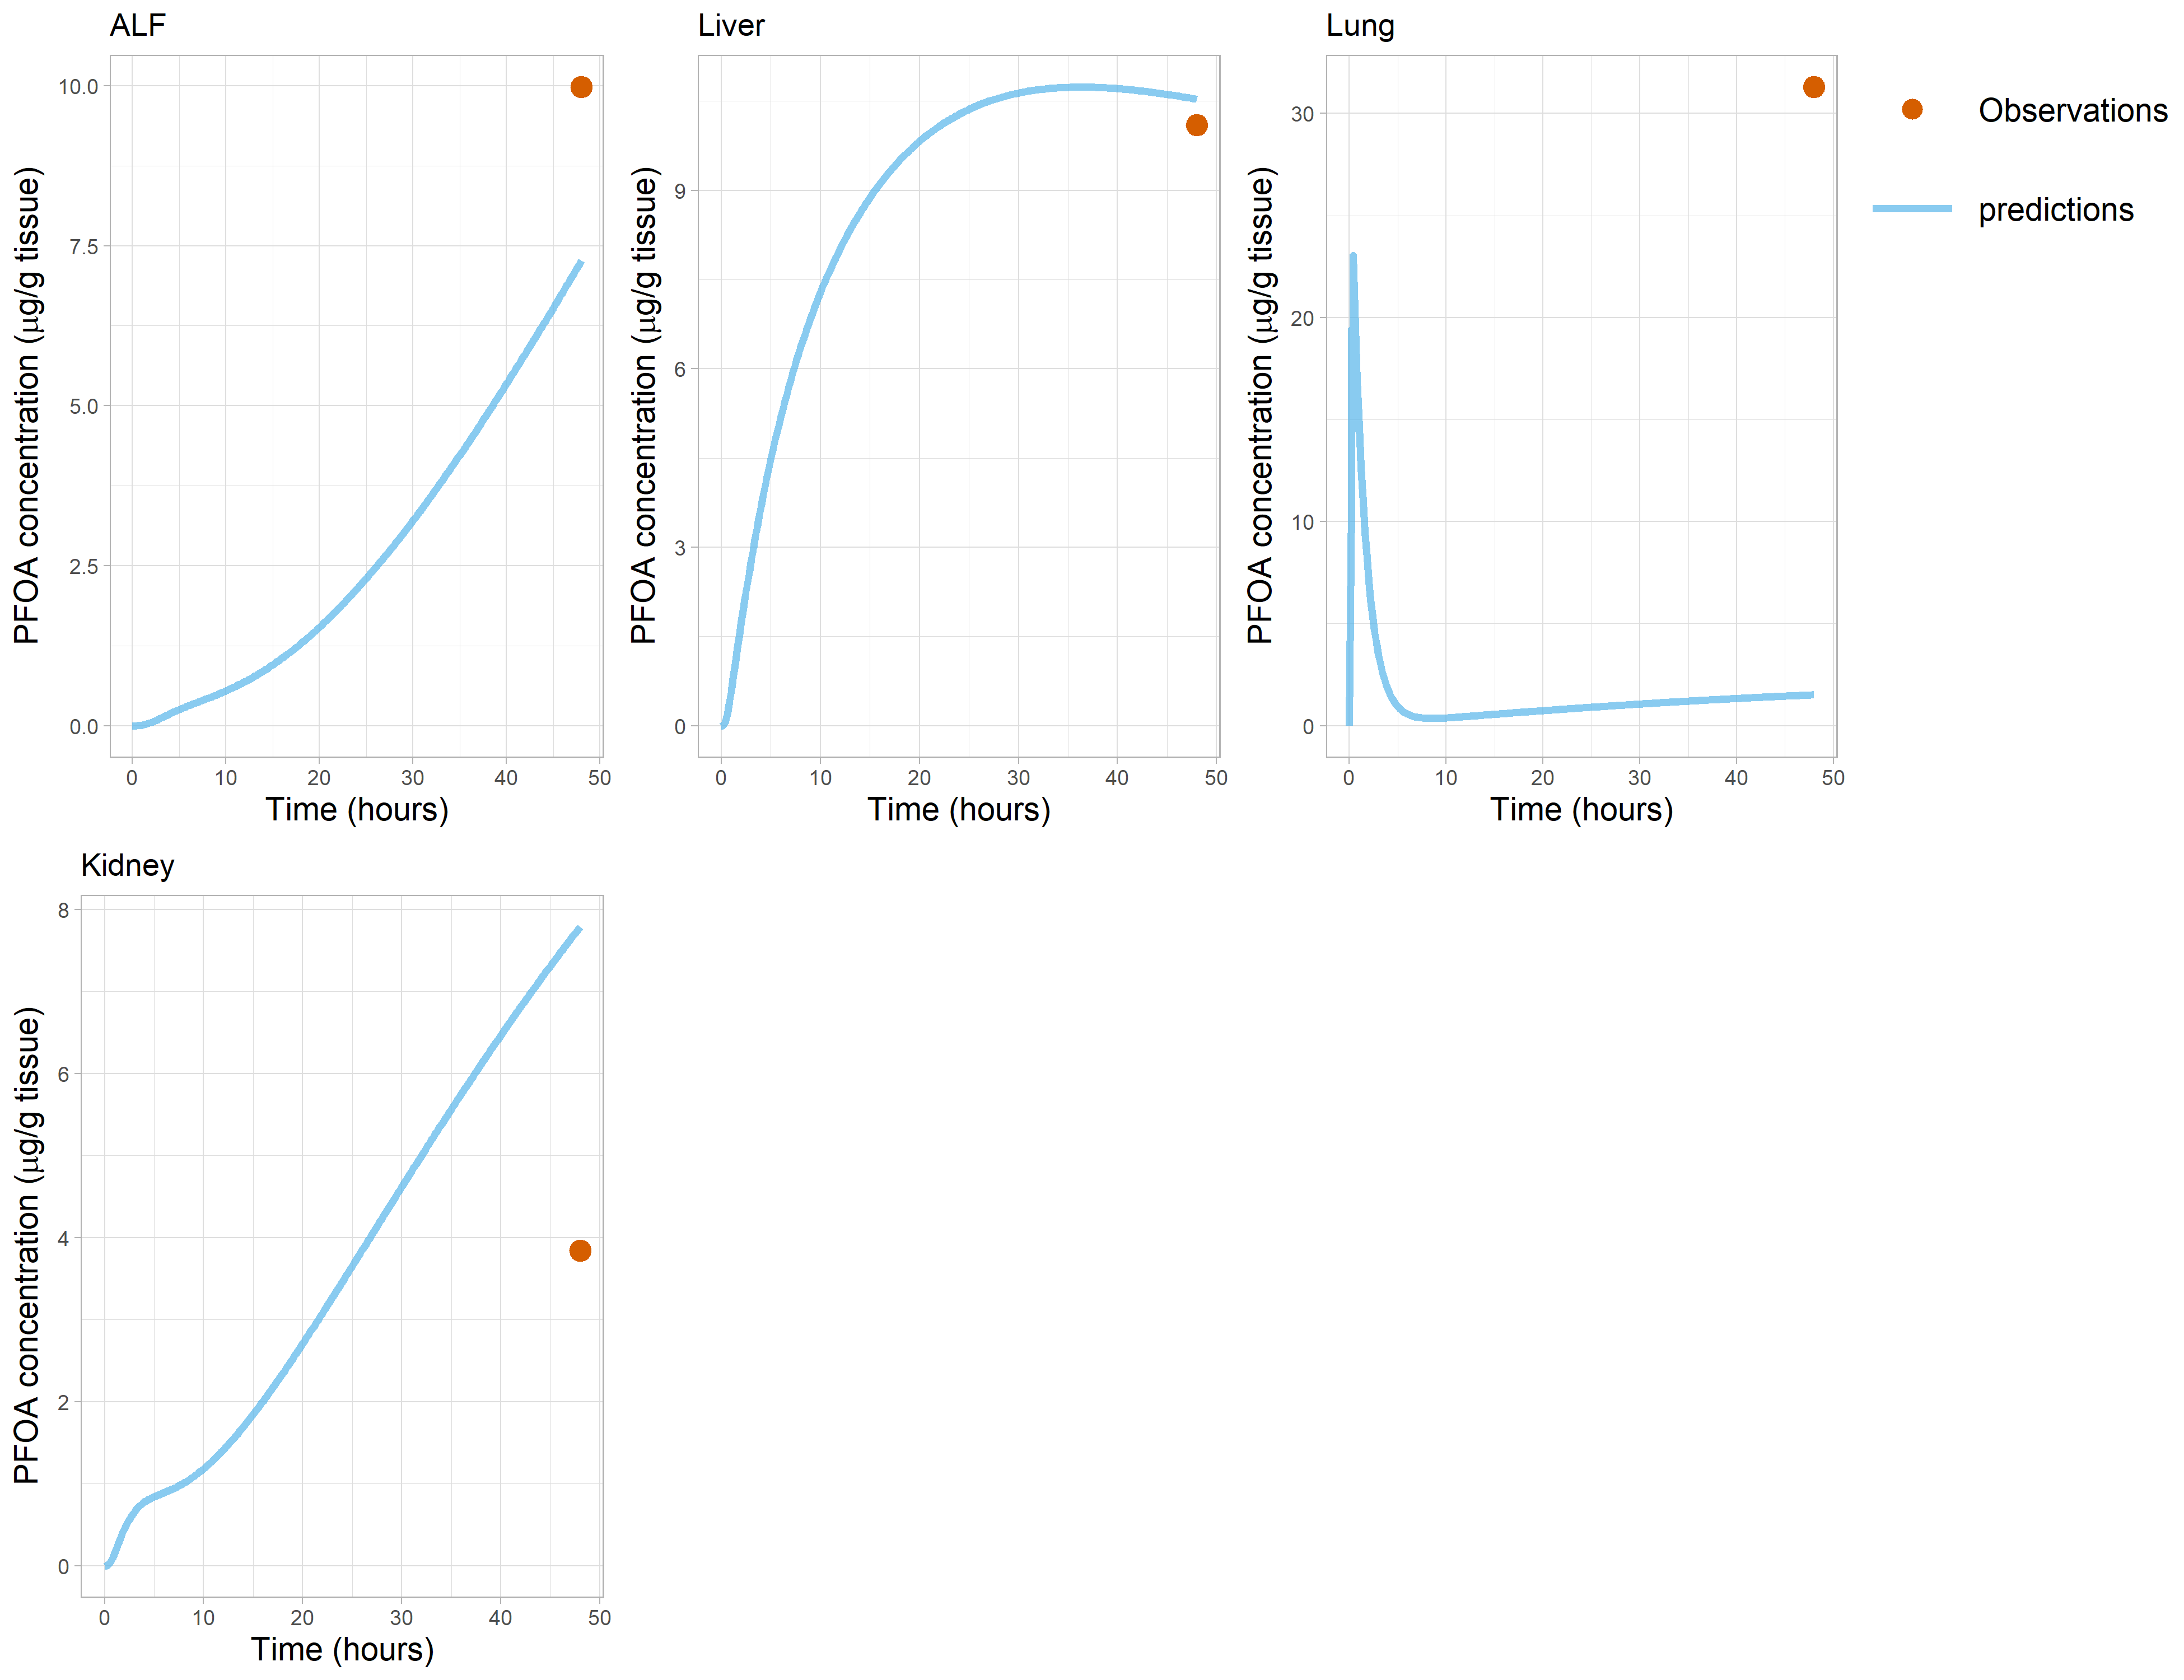 ALF
PFOA concentration (μg/g tissue)
10.0
7.5
5.0
2.5
0.0
0 10 20 30 40 50
Time (hours)
Liver
PFOA concentration (μg/g tissue)
9
6
3
0
0 10 20 30 40 50
Time (hours)
Lung
PFOA concentration (μg/g tissue)
30
20
10
0
0 10 20 30 40 50
Time (hours)
Observations
predictions
Kidney
PFOA concentration (μg/g tissue)
8
6
4
2
0
0 10 20 30 40 50
Time (hours)